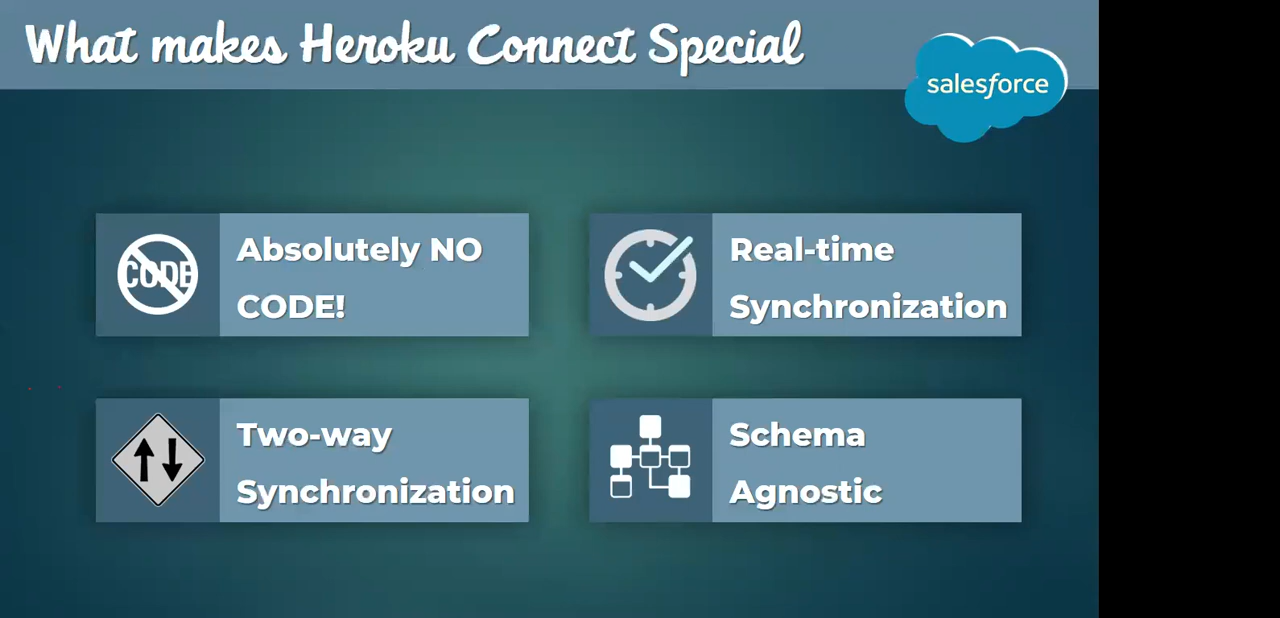 What makes Heroku Connect Special
salesforce
CODE
Absolutely NO
CODE!
Real-time
Synchronization
Two-way
Synchronization
Schema
Agnostic